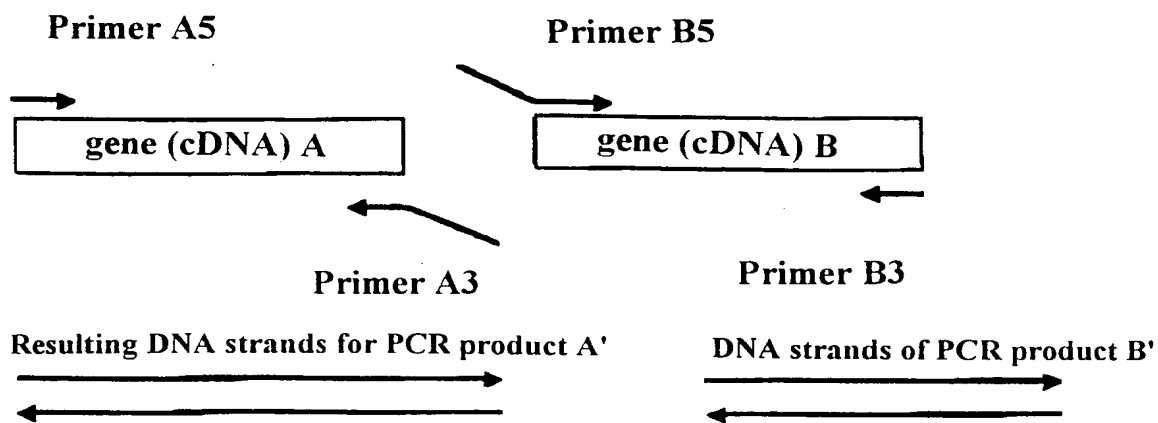 Primer A5
Primer B5
gene (cDNA) A
gene (cDNA) B
Primer A3
Primer B3
Resulting DNA strands for PCR product A'
DNA strands of PCR product B'